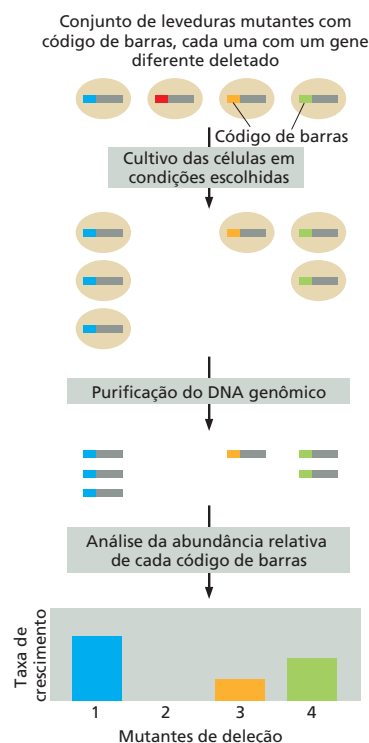 Conjunto de leveduras mutantes com
código de barras, cada uma com um gene
diferente deletado
Código de barras
Cultivo das células em
condições escolhidas
Purificação do DNA genômico
Análise da abundância relativa
de cada código de barras
Taxa de
crescimento
1 2 3 4
Mutantes de deleção